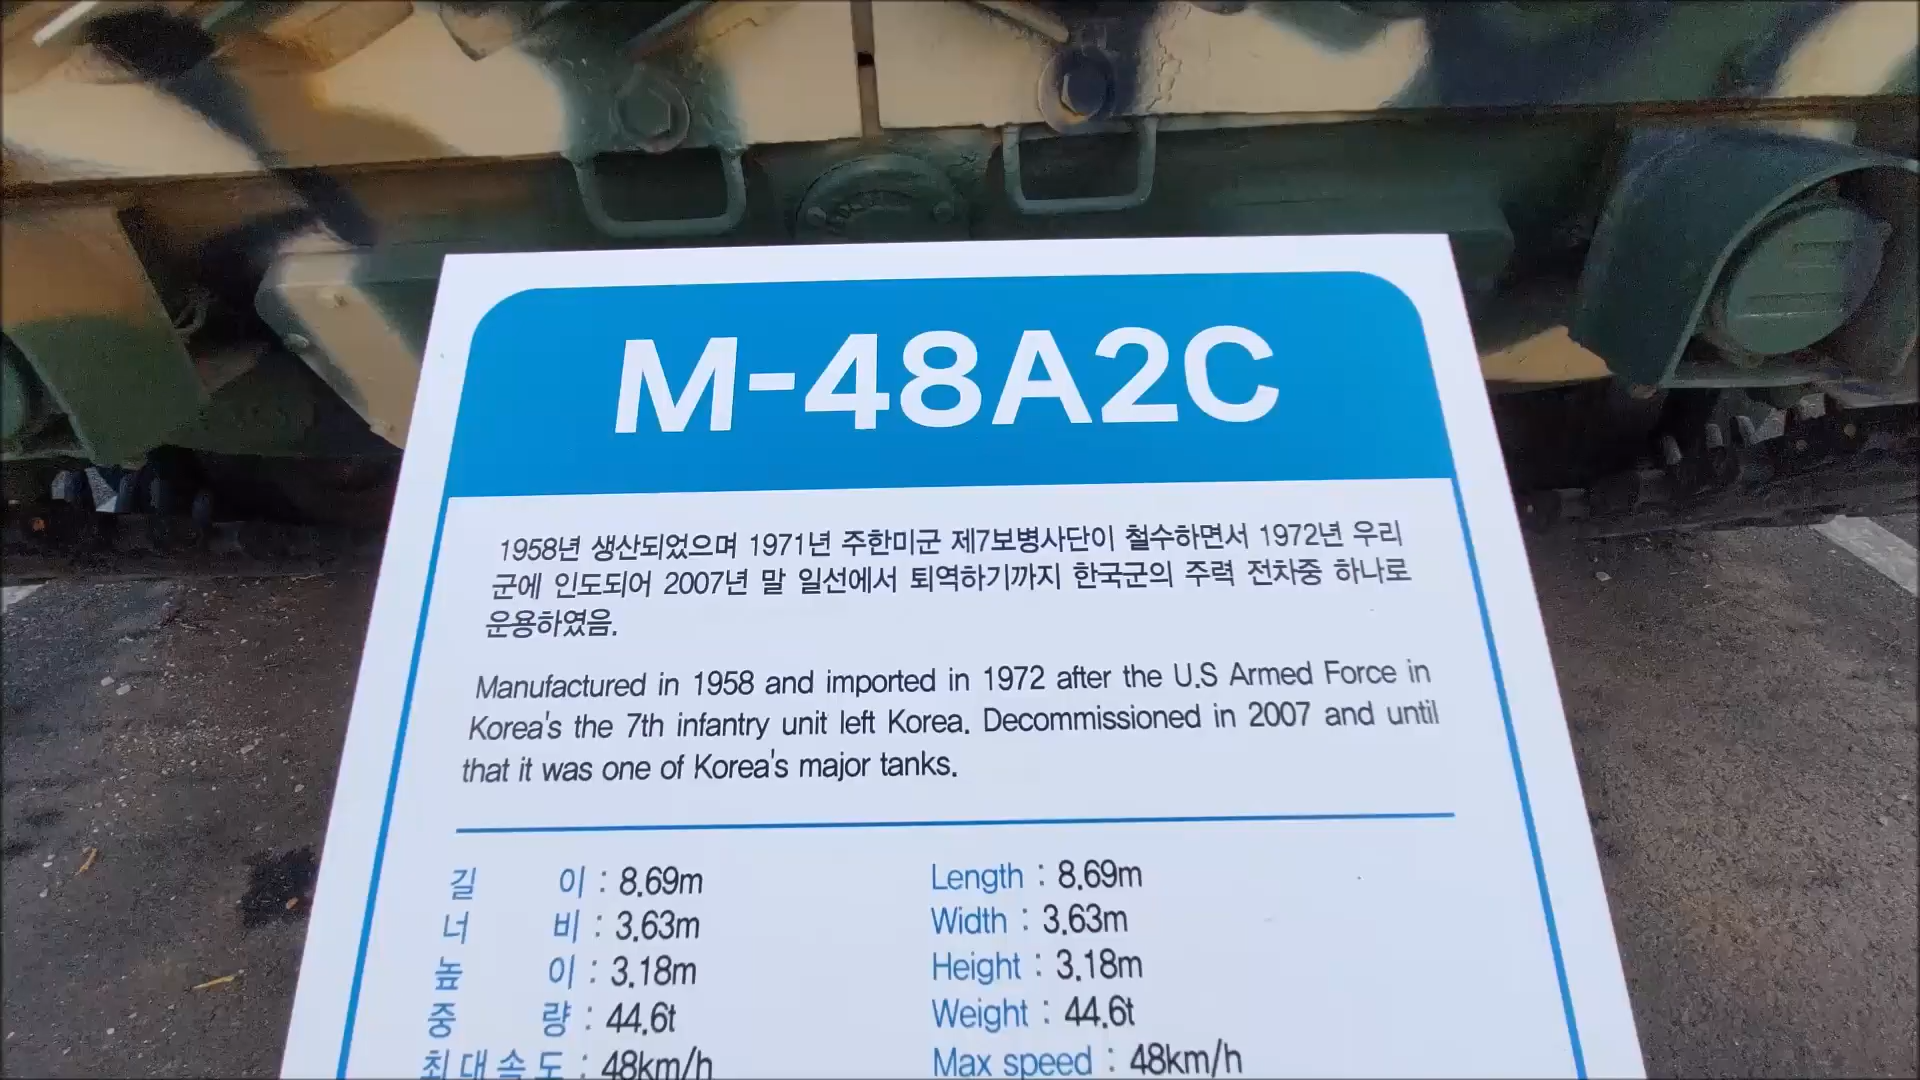 M-48A2C
1958년 생산되었으며 1971년 주한미군 제7보병사단이 철수하면서 1972년 우리
군에 인도되어 2007년 말 일선에서 퇴역하기까지 한국군의 주력 전차중 하나로
운용하였음.
Manufactured in 1958 and imported in 1972 after the U.S Armed Force in
Korea's the 7th infantry unit left Korea. Decommissioned in 2007 and until
that it was one of Korea's major tanks.
길 이 : 8.69m
너 비 : 3.63m
높 이 : 3.18m
중 량 : 44.6t
최대속도 : 48km/h
Length : 8.69m
Width : 3.63m
Height : 3.18m
Weight : 44.6t
Max speed : 48km/h